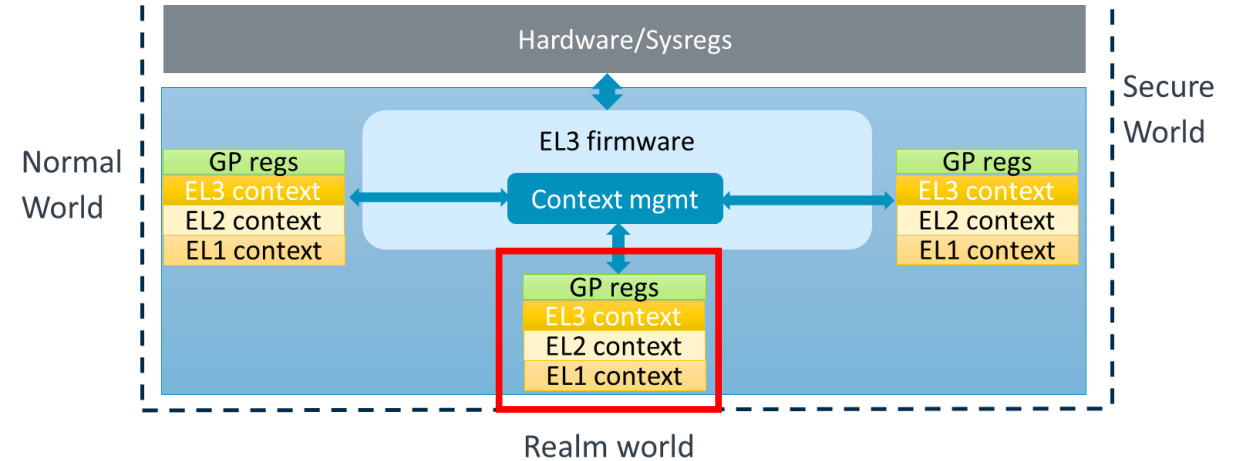 Hardware/Sysregs
Secure
World
EL3 firmware
Normal
World
GP regs
EL3 context
EL2 context
EL1 context
Context mgmt
GP regs
EL3 context
EL2 context
EL1 context
GP regs
EL3 context
EL2 context
EL1 context
Realm world